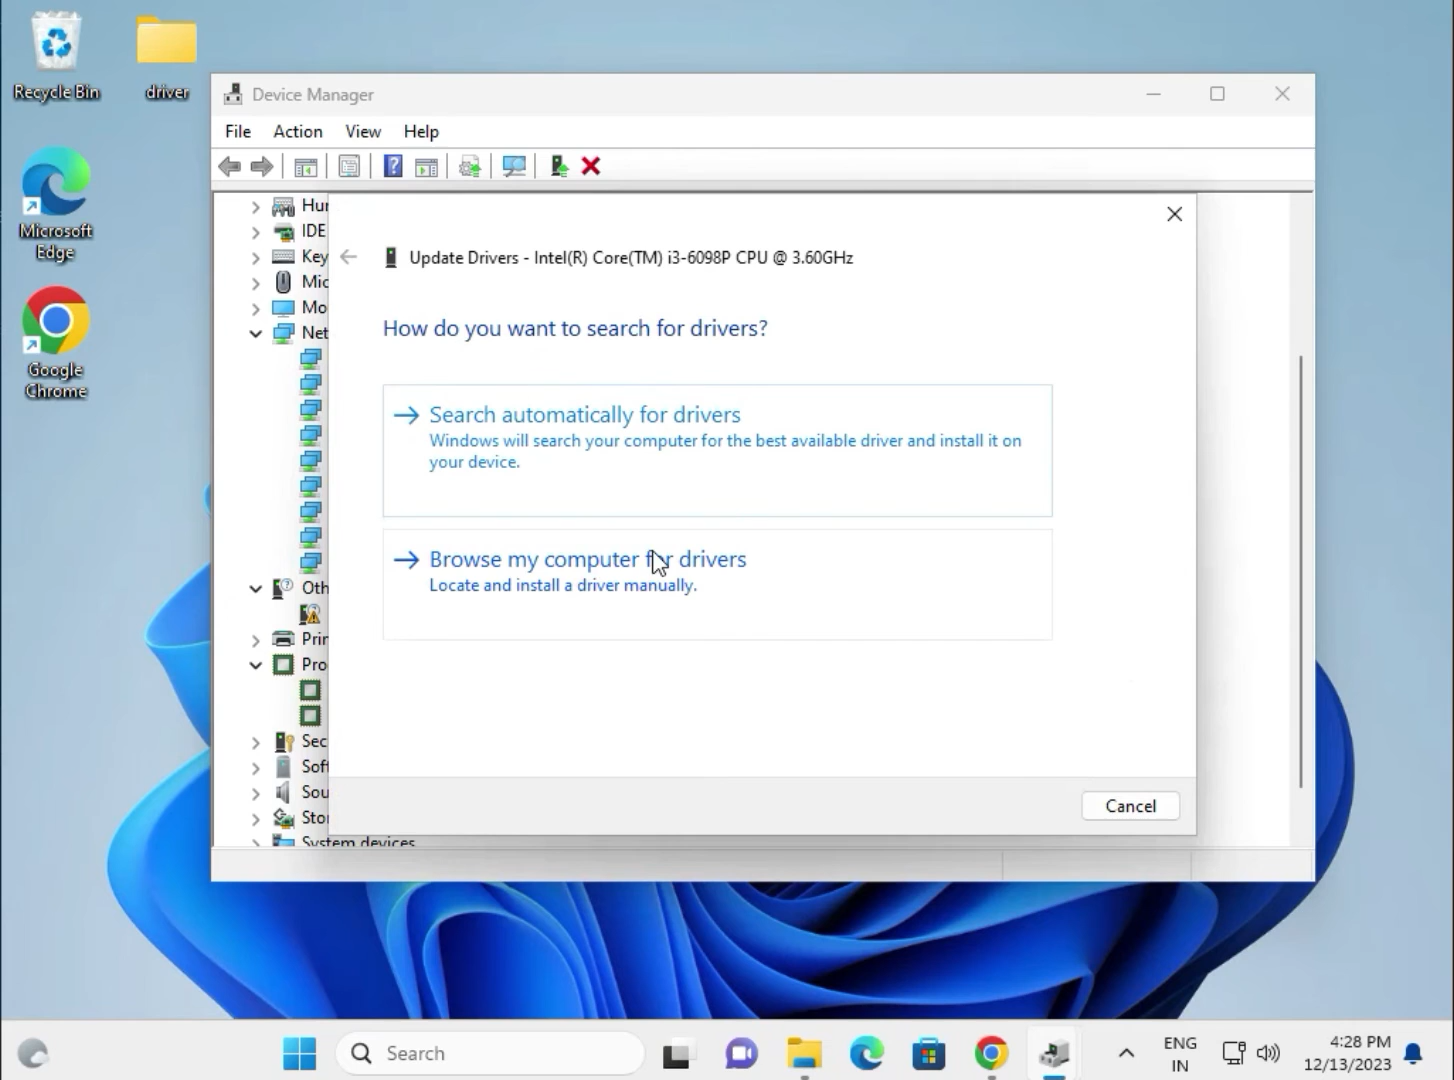 Recycle Bin
driver
Microsoft
Edge
Google
Chrome
Device Manager
File Action View Help
Hur
IDE
Key
Mic
Mo
Net
Oth
Prir
Pro
Sec
Soft
Sou
Stor
System devices
Update Drivers - Intel(R) Core(TM) i3-6098P CPU @ 3.60GHz
How do you want to search for drivers?
Search automatically for drivers
Windows will search your computer for the best available driver and install it on
your device.
Browse my computer for drivers
Locate and install a driver manually.
Cancel
Search
ENG
IN
4:28 PM
12/13/2023